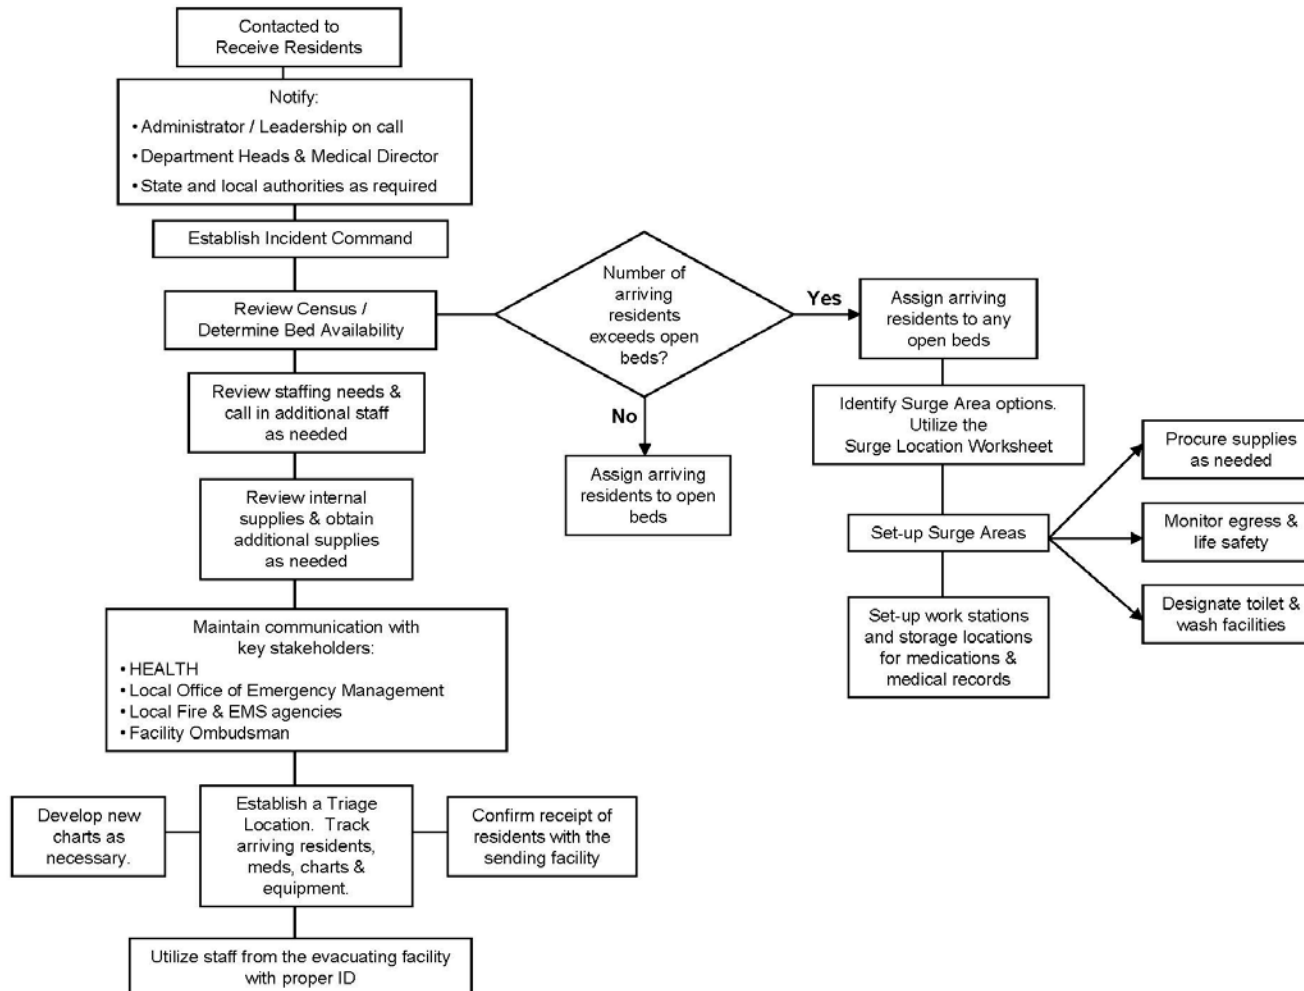 Contacted to
Receive Residents
Notify:
• Administrator / Leadership on call
• Department Heads & Medical Director
• State and local authorities as required
Establish Incident Command
Review Census /
Determine Bed Availability
Number of
arriving
residents
exceeds open
beds?
Yes
Assign arriving
residents to any
open beds
No
Assign arriving
residents to open
beds
Identify Surge Area options.
Utilize the
Surge Location Worksheet
Set-up Surge Areas
Procure supplies
as needed
Monitor egress &
life safety
Designate toilet &
wash facilities
Set-up work stations
and storage locations
for medications &
medical records
Review staffing needs &
call in additional staff
as needed
Review internal
supplies & obtain
additional supplies
as needed
Maintain communication with
key stakeholders:
• HEALTH
• Local Office of Emergency Management
• Local Fire & EMS agencies
• Facility Ombudsman
Develop new
charts as
necessary.
Establish a Triage
Location. Track
arriving residents,
meds, charts &
equipment.
Confirm receipt of
residents with the
sending facility
Utilize staff from the evacuating facility
with proper ID